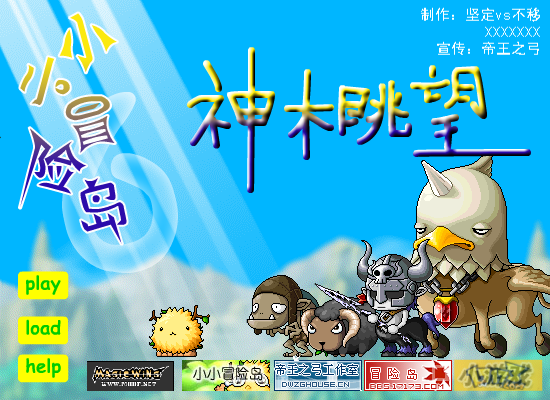 制作：坚定vs不移
XXXXXXX
宣传：帝王之弓
小小冒险岛
神木眺望
play
load
help
小小冒险岛
帝王之弓工作室
DWZGHOUSE.CN
冒险岛